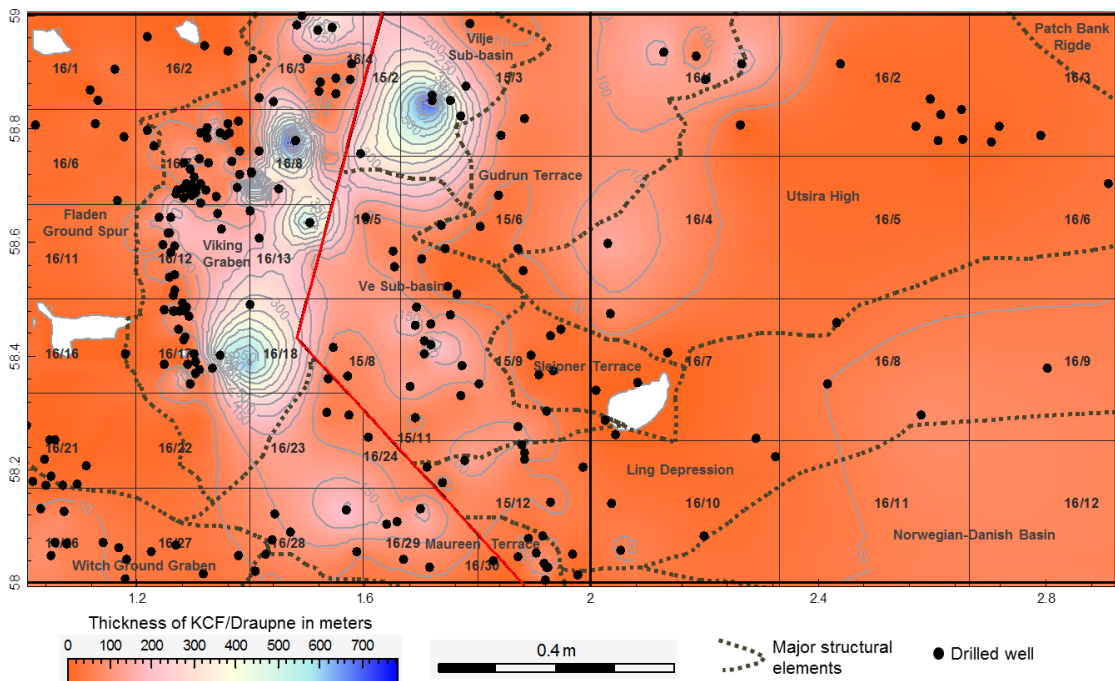 59
58.8
58.6
58.4
58.2
58
16/1
16/2
16/3
16/4
15/2
Vilje
Sub-basin
15/3
16/1
16/2
Patch Bank
Rigde
16/3
16/6
16/8
Gudrun Terrace
Utsira High
Fladen
Ground Spur
Viking
Graben
15/6
16/4
16/5
16/6
16/11
16/12
16/13
Ve Sub-basin
16/16
16/17
16/18
15/8
15/9
Sleipner Terrace
16/7
16/8
16/9
16/21
16/22
16/23
15/11
16/24
Ling Depression
15/12
16/10
16/11
16/12
16/27
16/28
16/29
Maureen Terrace
16/30
Witch Ground Graben
Norwegian-Danish Basin
1.2
1.6
2
2.4
2.8
Thickness of KCF/Draupne in meters
0 100 200 300 400 500 600 700
0.4 m
Major structural
elements
Drilled well